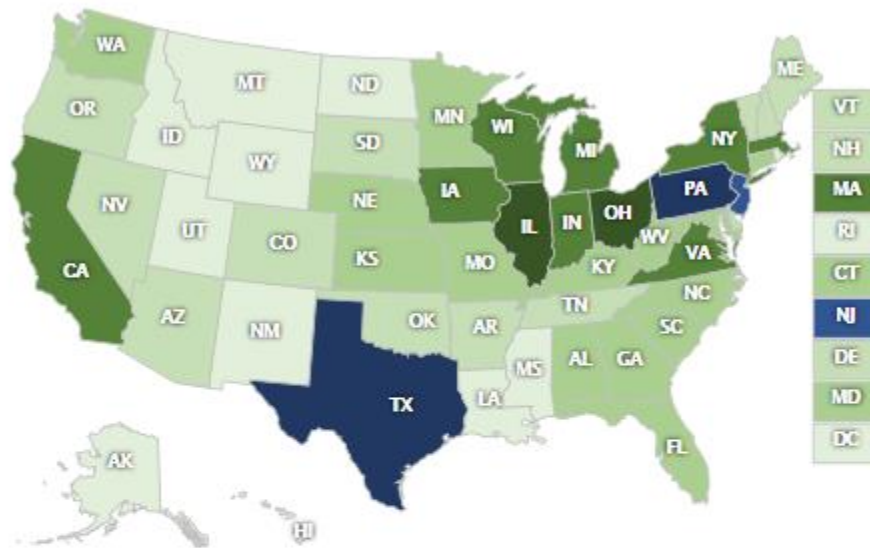 WA
MT
ND
ME
OR
MN
VT
ID
WI
NY
NH
SD
WY
MI
MA
IA
PA
NE
RI
NV
IL
IN
OH
UT
CO
WV
CT
CA
KS
MO
VA
KY
NC
NJ
AZ
OK
TN
NM
AR
SC
DE
MS
AL
GA
TX
LA
MD
FL
DC
AK
HI